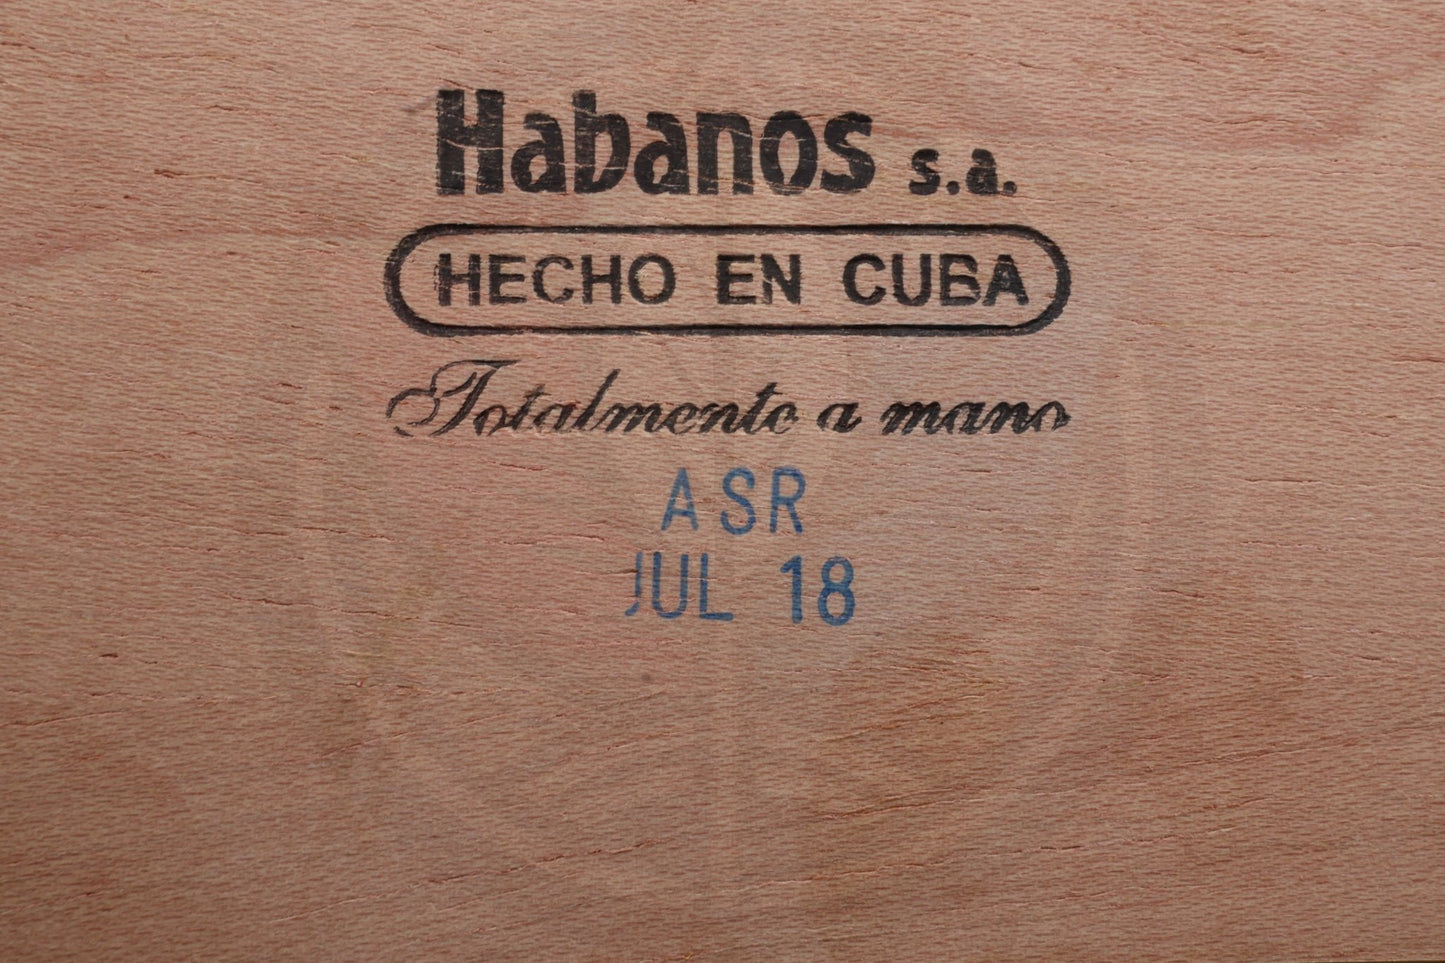 Habanos s.a.
HECHO EN CUBA
Totalmente a mano
ASR
JUL 18